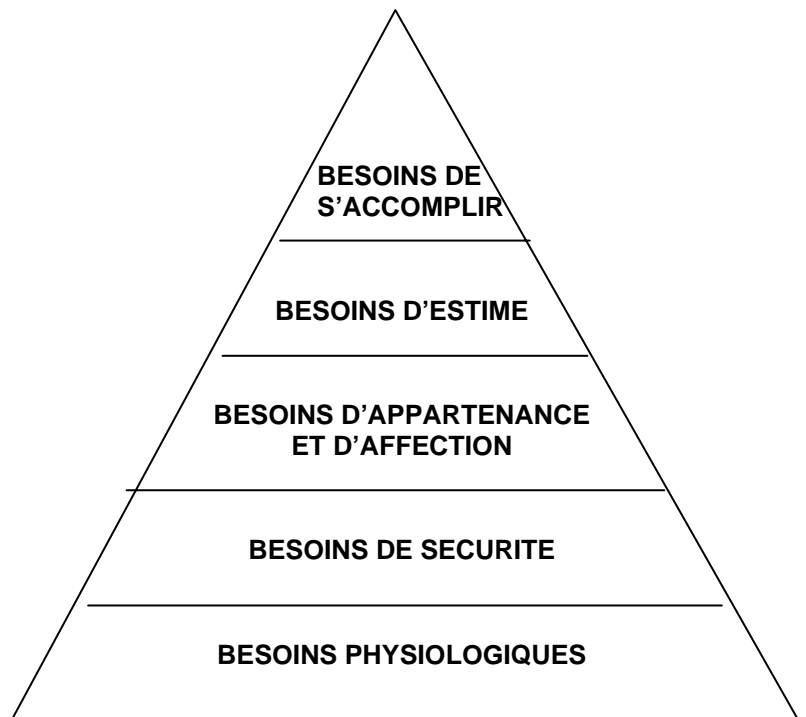 BESOINS DE
S’ACCOMPLIR
BESOINS D’ESTIME
BESOINS D’APPARTENANCE
ET D’AFFECTION
BESOINS DE SECURITE
BESOINS PHYSIOLOGIQUES